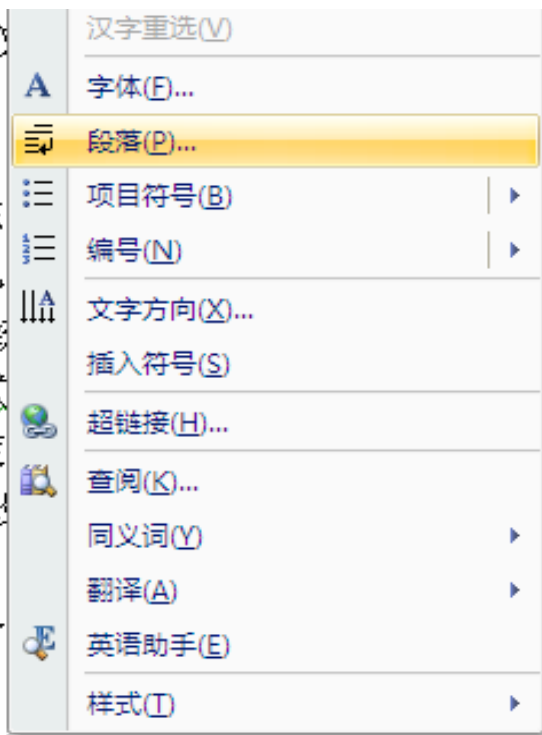 汉字重选(V)
字体(F)...
段落(P)...
项目符号(B)
编号(N)
文字方向(X)...
插入符号(S)
超链接(H)...
查阅(K)...
同义词(Y)
翻译(A)
英语助手(E)
样式(T)